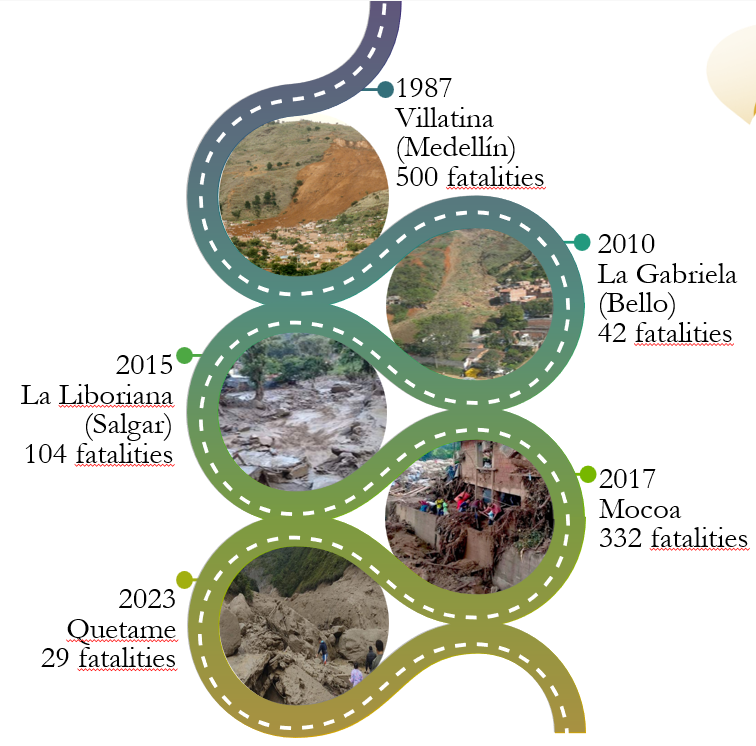 1987
Villatina
(Medellín)
500 fatalities
2010
La Gabriela
(Bello)
42 fatalities
2015
La Liboriana
(Salgar)
104 fatalities
2017
Mocoa
332 fatalities
2023
Quetame
29 fatalities